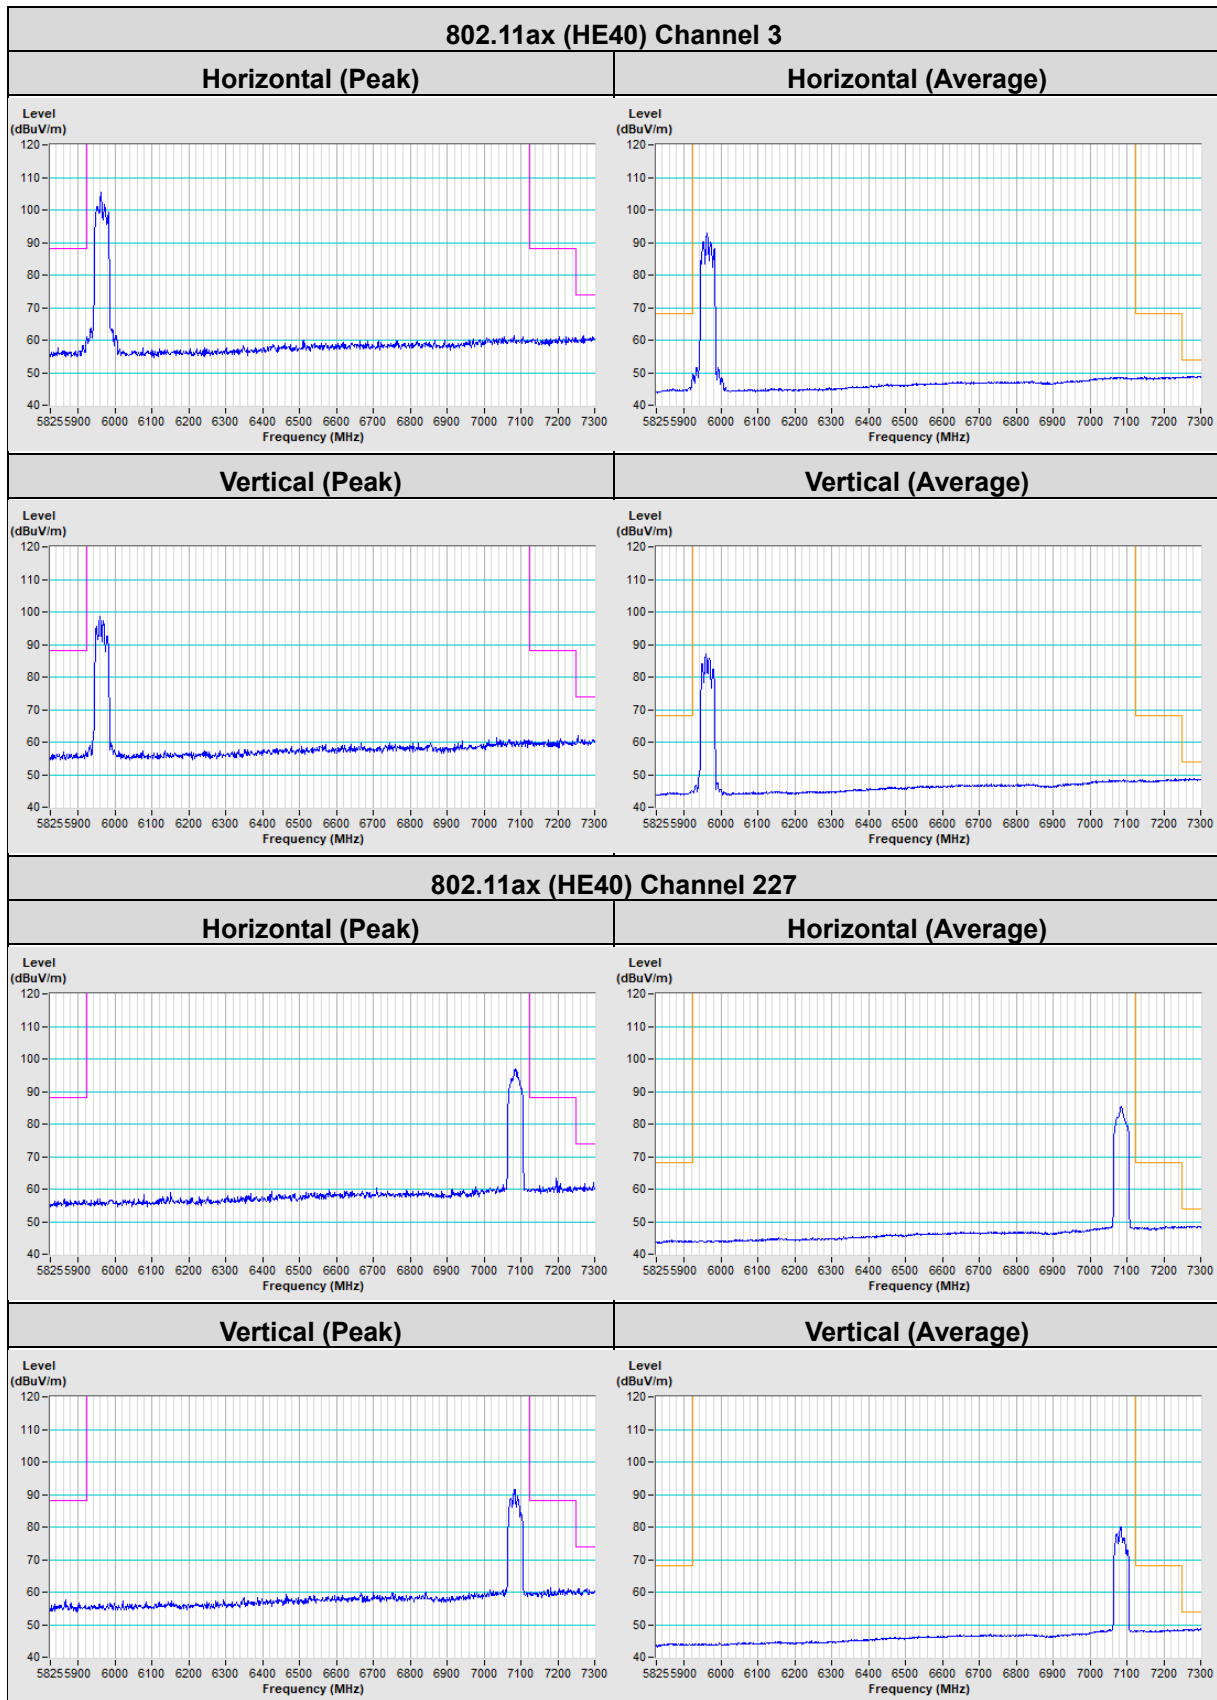 802.11ax (HE40) Channel 3
Horizontal (Peak) Horizontal (Average)
Level
(dBuV/m)
120
110
100
90
80
70
60
50
40
5825 5900 6000 6100 6200 6300 6400 6500 6600 6700 6800 6900 7000 7100 7200 7300
Frequency (MHz)
Level
(dBuV/m)
120
110
100
90
80
70
60
50
40
5825 5900 6000 6100 6200 6300 6400 6500 6600 6700 6800 6900 7000 7100 7200 7300
Frequency (MHz)
Vertical (Peak) Vertical (Average)
Level
(dBuV/m)
120
110
100
90
80
70
60
50
40
5825 5900 6000 6100 6200 6300 6400 6500 6600 6700 6800 6900 7000 7100 7200 7300
Frequency (MHz)
Level
(dBuV/m)
120
110
100
90
80
70
60
50
40
5825 5900 6000 6100 6200 6300 6400 6500 6600 6700 6800 6900 7000 7100 7200 7300
Frequency (MHz)
802.11ax (HE40) Channel 227
Horizontal (Peak) Horizontal (Average)
Level
(dBuV/m)
120
110
100
90
80
70
60
50
40
5825 5900 6000 6100 6200 6300 6400 6500 6600 6700 6800 6900 7000 7100 7200 7300
Frequency (MHz)
Level
(dBuV/m)
120
110
100
90
80
70
60
50
40
5825 5900 6000 6100 6200 6300 6400 6500 6600 6700 6800 6900 7000 7100 7200 7300
Frequency (MHz)
Vertical (Peak) Vertical (Average)
Level
(dBuV/m)
120
110
100
90
80
70
60
50
40
5825 5900 6000 6100 6200 6300 6400 6500 6600 6700 6800 6900 7000 7100 7200 7300
Frequency (MHz)
Level
(dBuV/m)
120
110
100
90
80
70
60
50
40
5825 5900 6000 6100 6200 6300 6400 6500 6600 6700 6800 6900 7000 7100 7200 7300
Frequency (MHz)